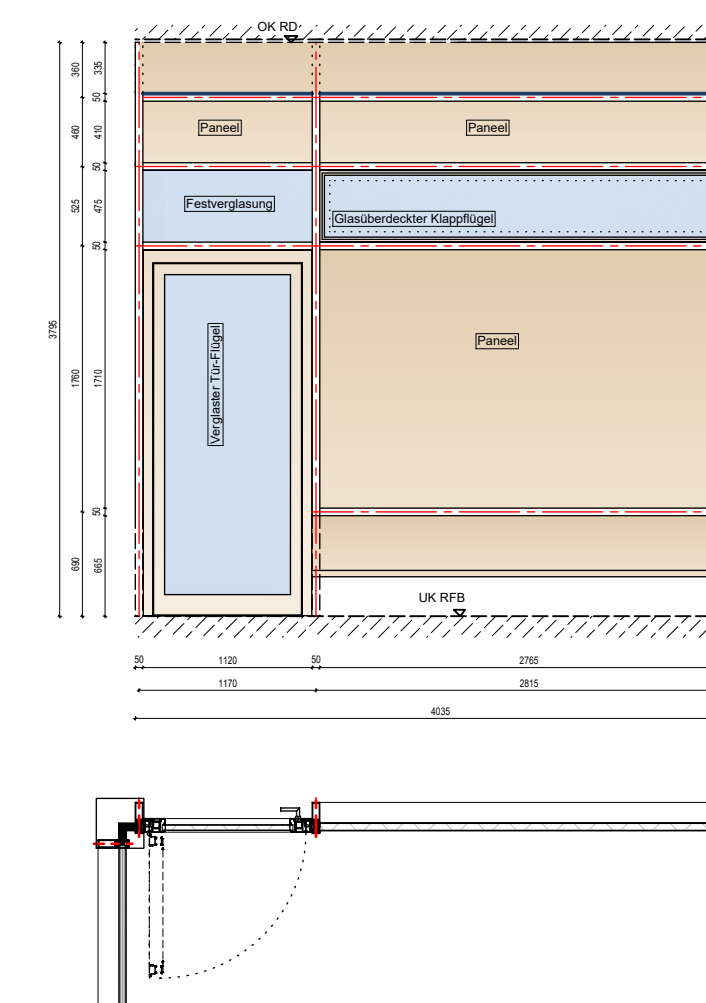 OK RD
360
335
50
460
410
Paneel
Paneel
50
525
475
Festverglasung
Glasüberdeckter Klappflügel
50
3795
1760
1710
Verglaster Tür-Flügel
Paneel
50
690
665
UK RFB
50
1120
50
2765
1170
2815
4035